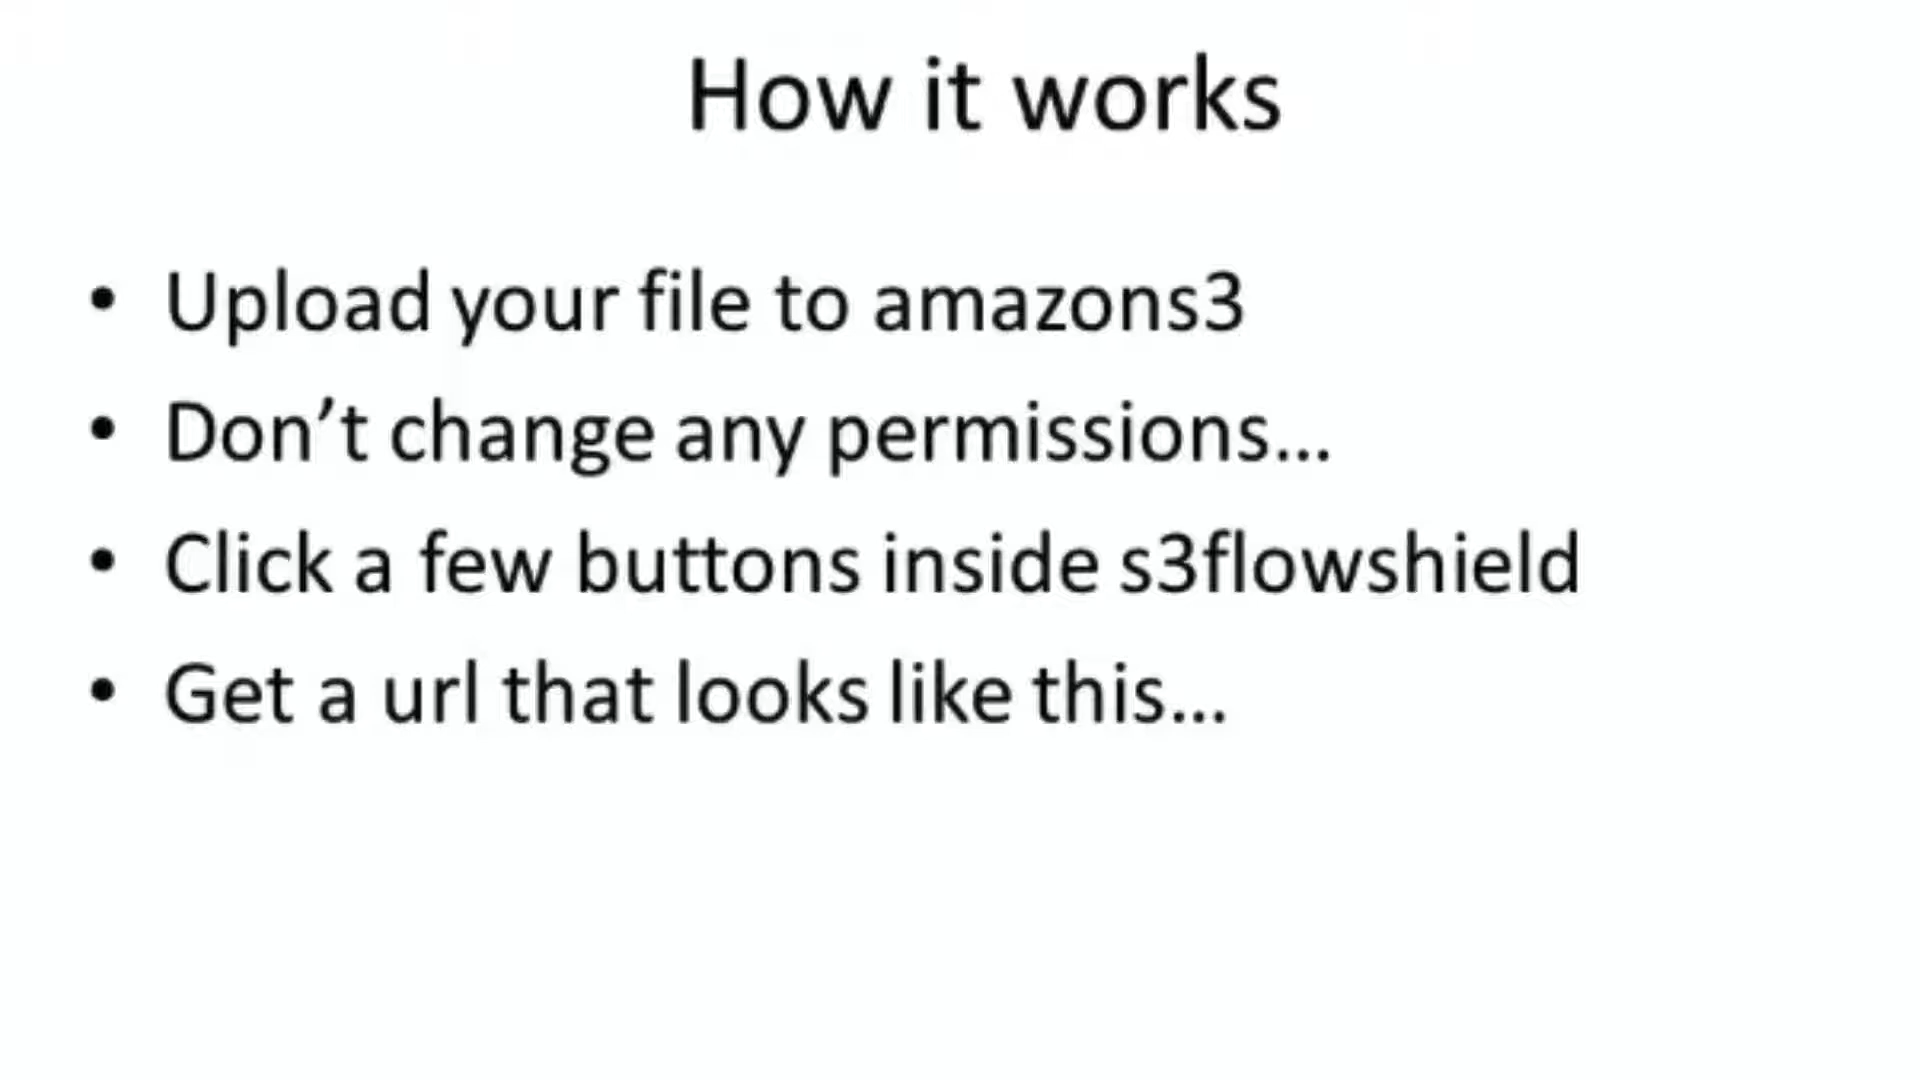 How it works
• Upload your file to amazons3
• Don’t change any permissions...
• Click a few buttons inside s3flowshield
• Get a url that looks like this...